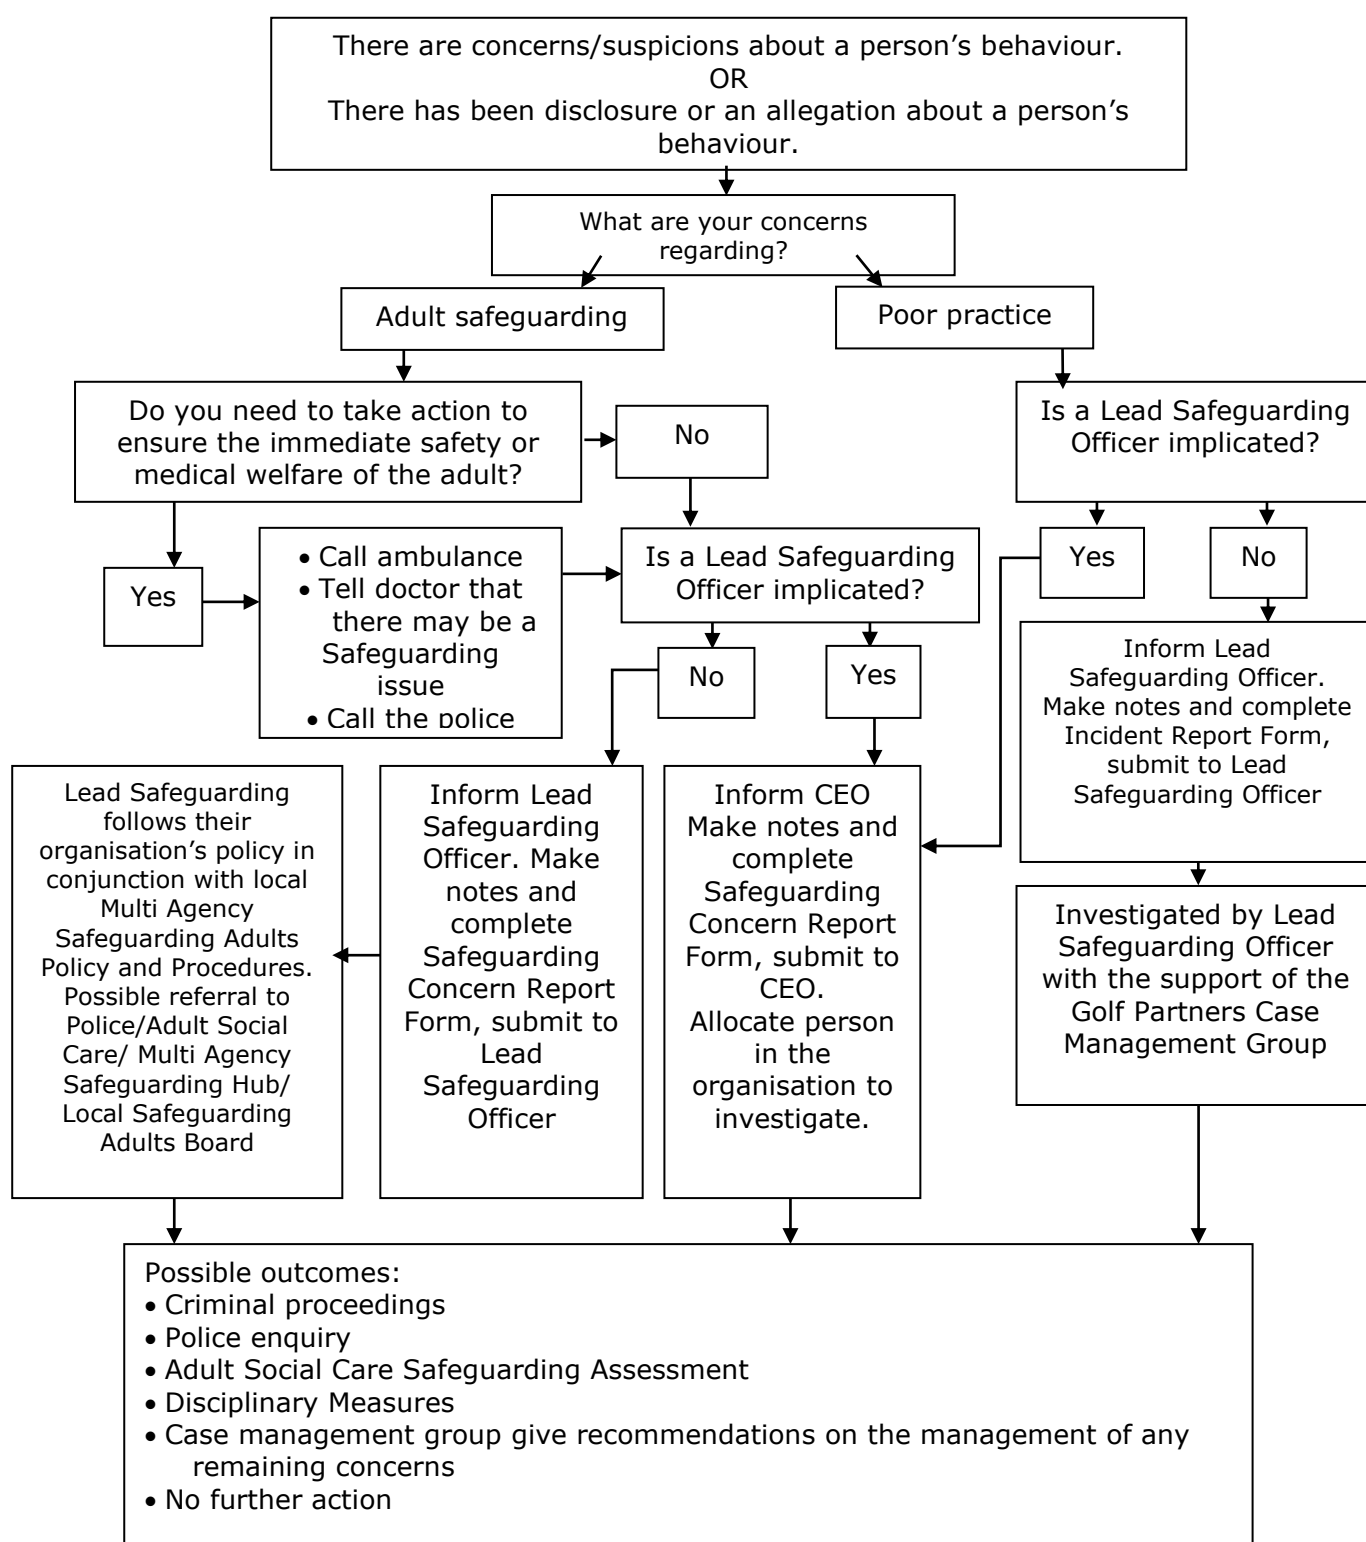 There are concerns/suspicions about a person’s behaviour.
OR
There has been disclosure or an allegation about a person’s
behaviour.
What are your concerns
regarding?
Adult safeguarding
Poor practice
Do you need to take action to
ensure the immediate safety or
medical welfare of the adult?
No
Is a Lead Safeguarding
Officer implicated?
Yes
• Call ambulance
• Tell doctor that
there may be a
Safeguarding
issue
• Call the police
Is a Lead Safeguarding
Officer implicated?
Yes
No
No
Yes
Inform Lead
Safeguarding Officer.
Make notes and complete
Incident Report Form,
submit to Lead
Safeguarding Officer
Lead Safeguarding
follows their
organisation’s policy in
conjunction with local
Multi Agency
Safeguarding Adults
Policy and Procedures.
Possible referral to
Police/Adult Social
Care/ Multi Agency
Safeguarding Hub/
Local Safeguarding
Adults Board
Inform Lead
Safeguarding
Officer. Make
notes and
complete
Safeguarding
Concern Report
Form, submit to
Lead
Safeguarding
Officer
Inform CEO
Make notes and
complete
Safeguarding
Concern Report
Form, submit to
CEO.
Allocate person
in the
organisation to
investigate.
Investigated by Lead
Safeguarding Officer
with the support of the
Golf Partners Case
Management Group
Possible outcomes:
• Criminal proceedings
• Police enquiry
• Adult Social Care Safeguarding Assessment
• Disciplinary Measures
• Case management group give recommendations on the management of any
remaining concerns
• No further action